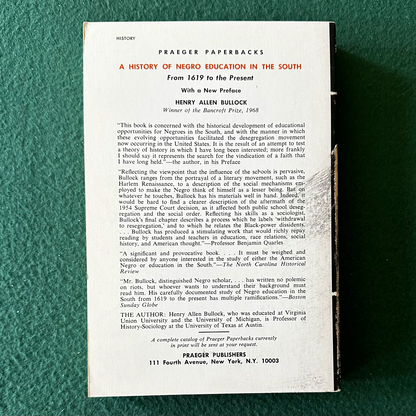 HISTORY
PRAEGER PAPERBACKS
A HISTORY OF NEGRO EDUCATION IN THE SOUTH
From 1619 to the Present
With a New Preface
HENRY ALLEN BULLOCK
Winner of the Bancroft Prize, 1968
"This book is concerned with the historical development of educational
opportunities for Negroes in the South, and with the manner in which
these evolving opportunities facilitated the desegregation movement
now occurring in the United States. It is the result of an attempt to test
a theory of history in which I have long been interested; more frankly
I should say it represents the search for the vindication of a faith that
I have long held."—the author, in his Preface
"Reflecting the viewpoint that the influence of the schools is pervasive,
Bullock ranges from the portrayal of a literary movement, such as the
Harlem Renaissance, to a description of the social mechanisms em-
ployed to make the Negro think of himself as a lesser being. But on
whatever he touches, Bullock has his materials well in hand. Indeed, it
would be hard to find a clearer description of the aftermath of the
1954 Supreme Court decision, as it affected both public school deseg-
regation and the social order. Reflecting his skills as a sociologist,
Bullock's final chapter describes a process which he labels 'withdrawal
to resegregation,' and to which he relates the Black-power dissidents.
. . . Bullock has produced a stimulating work that would richly repay
reading by students and teachers in education, race relations, social
history, and American thought."—Professor Benjamin Quarles
"A significant and provocative book. . . . It must be weighed and
considered by anyone interested in the study of either the American
Negro or education in the South."—The North Carolina Historical
Review
"Mr. Bullock, distinguished Negro scholar, . . . has written no polemic
on riots, but whoever wants to understand their background must
read him. His carefully documented study of Negro education in the
South from 1619 to the present has multiple ramifications."—Boston
Sunday Globe
THE AUTHOR: Henry Allen Bullock, who was educated at Virginia
Union University and the University of Michigan, is Professor of
History-Sociology at the University of Texas at Austin.
A complete catalog of Praeger Paperbacks currently
in print will be sent at your request.
PRAEGER PUBLISHERS
111 Fourth Avenue, New York, N.Y. 10003